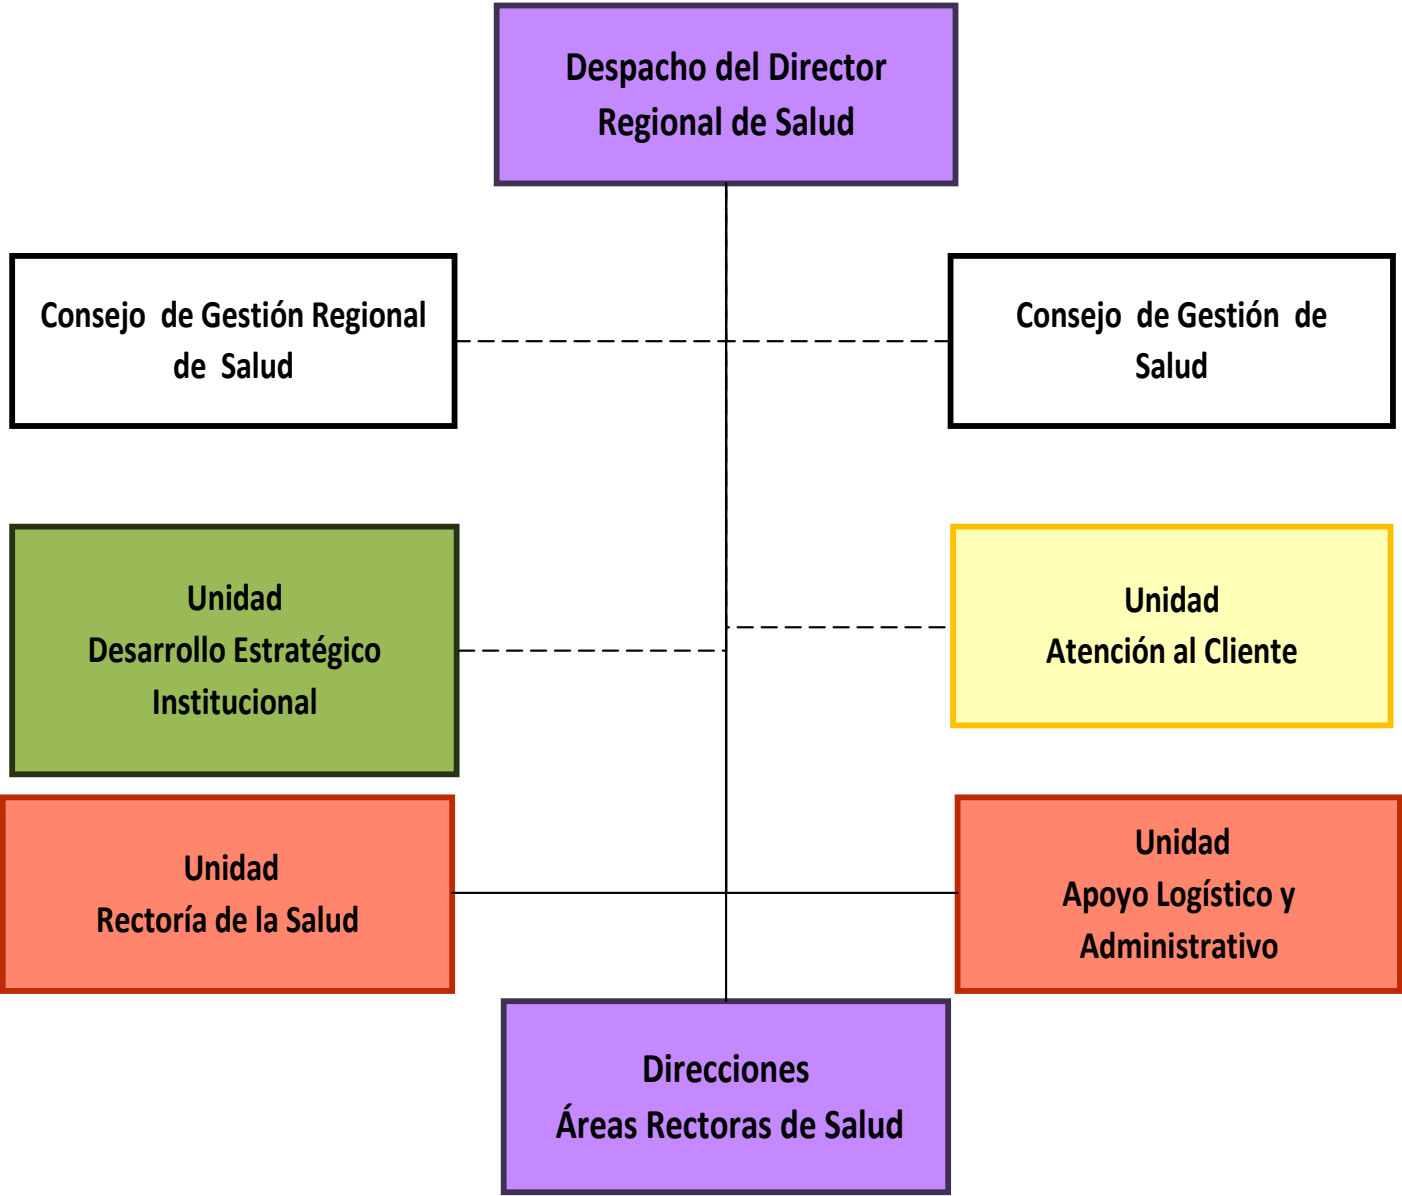 Despacho del Director
Regional de Salud
Consejo de Gestión Regional
de Salud
Consejo de Gestión de
Salud
Unidad
Desarrollo Estratégico
Institucional
Unidad
Atención al Cliente
Unidad
Rectoría de la Salud
Unidad
Apoyo Logístico y
Administrativo
Direcciones
Áreas Rectoras de Salud